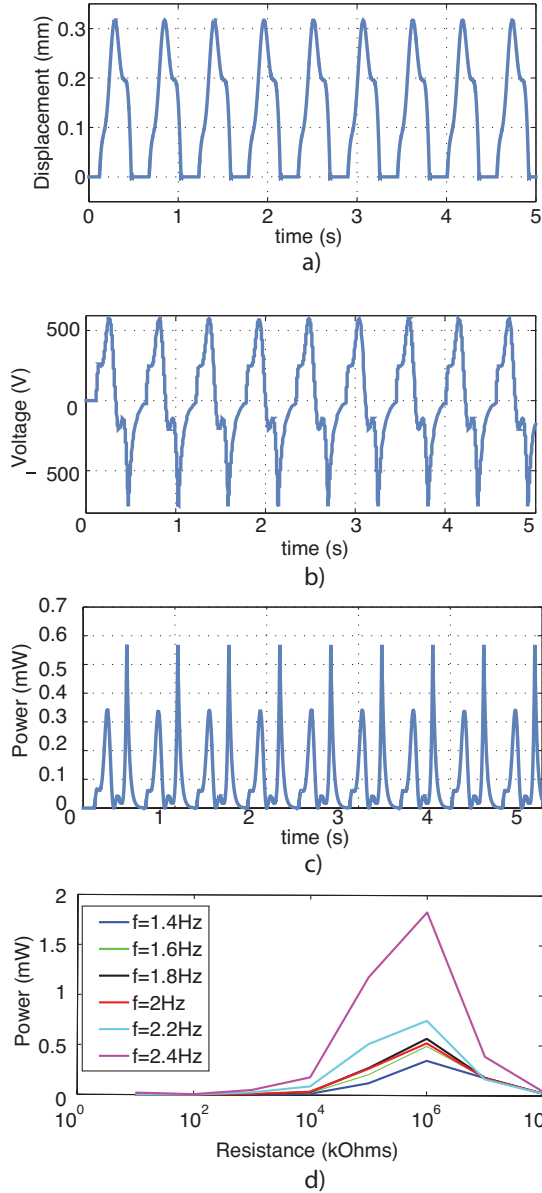 Displacement (mm)
0.3
0.2
0.1
0
0 1 2 3 4 5
time (s)
a)
Voltage (V)
500
0
_ 500
0 1 2 3 4 5
time (s)
b)
Power (mW)
0.7
0.6
0.5
0.4
0.3
0.2
0.1
0
0 1 2 3 4 5
time (s)
c)
Power (mW)
2
1.5
1
0.5
0
f=1.4Hz
f=1.6Hz
f=1.8Hz
f=2Hz
f=2.2Hz
f=2.4Hz
10^0 10^2 10^4 10^6
Resistance (kOhms)
d)